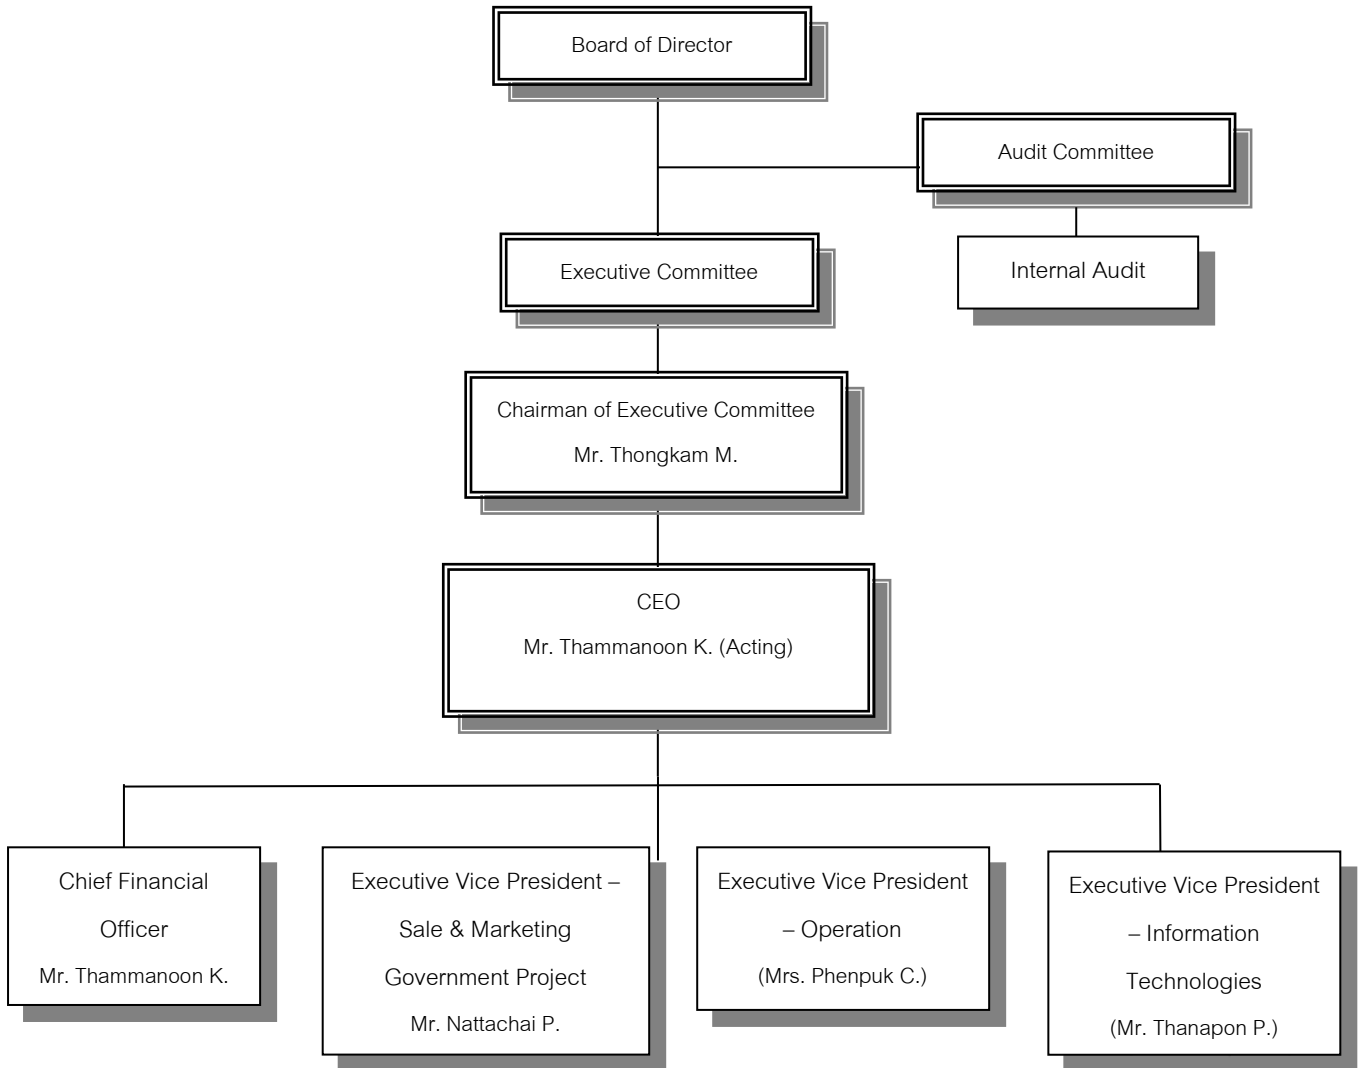 Board of Director
Audit Committee
Executive Committee
Internal Audit
Chairman of Executive Committee
Mr. Thongkam M.
CEO
Mr. Thammanoon K. (Acting)
Chief Financial
Officer
Mr. Thammanoon K.
Executive Vice President –
Sale & Marketing
Government Project
Mr. Nattachai P.
Executive Vice President
– Operation
(Mrs. Phenpuk C.)
Executive Vice President
– Information
Technologies
(Mr. Thanapon P.)